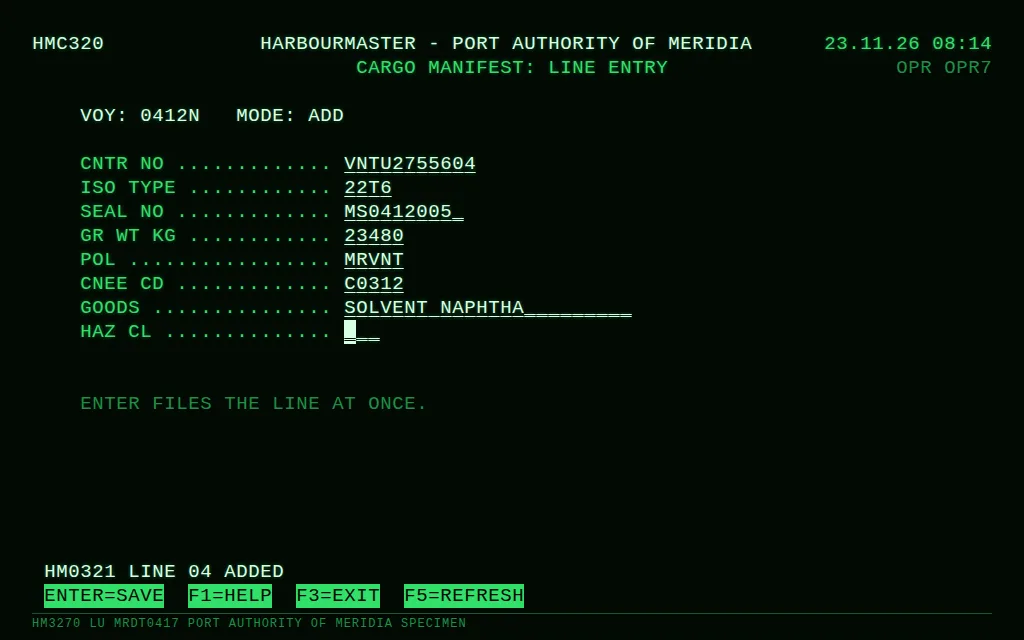 HMC320 HARBOURMASTER - PORT AUTHORITY OF MERIDIA 23.11.26 08:14
CARGO MANIFEST: LINE ENTRY OPR OPR7
VOY: 0412N MODE: ADD
CNTR NO ............. VNTU2755604
ISO TYPE ............ 22T6
SEAL NO ............. MS0412005_
GR WT KG ............ 23480
POL ................. MRVNT
CNEE CD ............. C0312
GOODS ............... SOLVENT NAPHTHA_________
HAZ CL .............. ___
ENTER FILES THE LINE AT ONCE.
HM0321 LINE 04 ADDED
ENTER=SAVE F1=HELP F3=EXIT F5=REFRESH
HM3270 LU MRDT0417 PORT AUTHORITY OF MERIDIA SPECIMEN